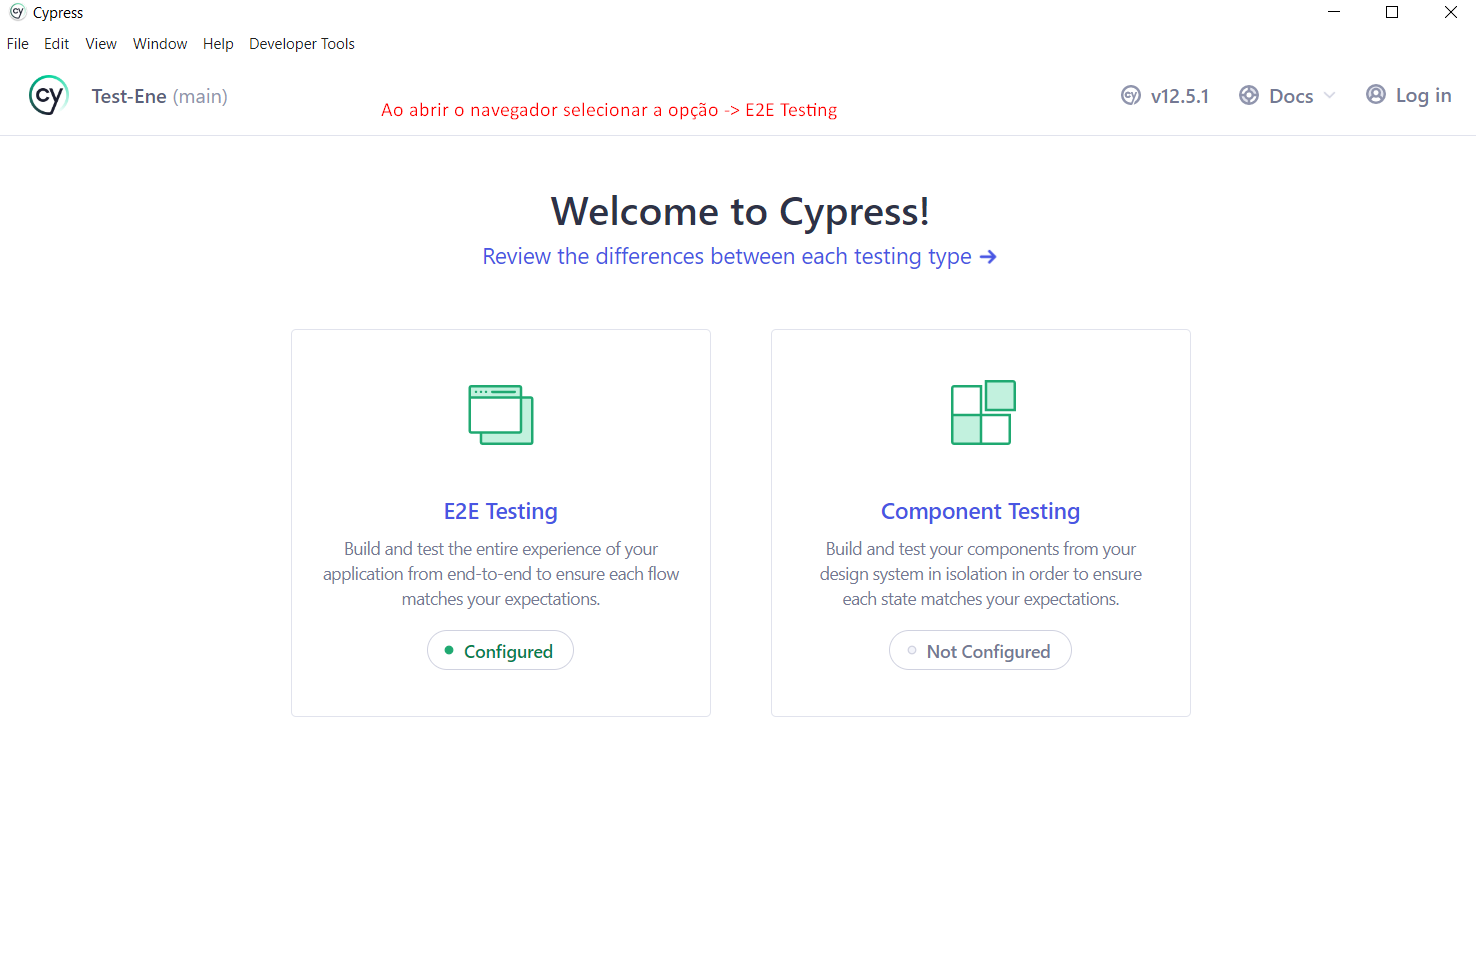 cy Cypress
File Edit View Window Help Developer Tools
cy Test-Ene (main)
Ao abrir o navegador selecionar a opção -> E2E Testing
cy v12.5.1 Docs Log in
Welcome to Cypress!
Review the differences between each testing type →
E2E Testing
Build and test the entire experience of your
application from end-to-end to ensure each flow
matches your expectations.
Configured
Component Testing
Build and test your components from your
design system in isolation in order to ensure
each state matches your expectations.
Not Configured